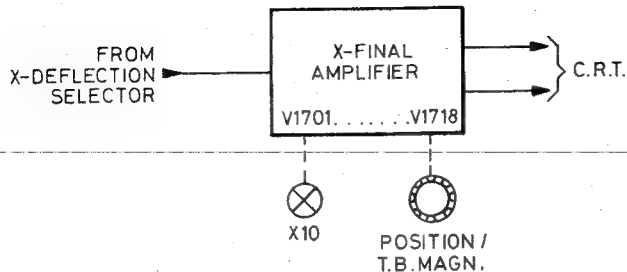 FROM
X-DEFLECTION
SELECTOR
X-FINAL
AMPLIFIER
V1701.......V1718
C.R.T.
X10
POSITION/
T.B.MAGN.